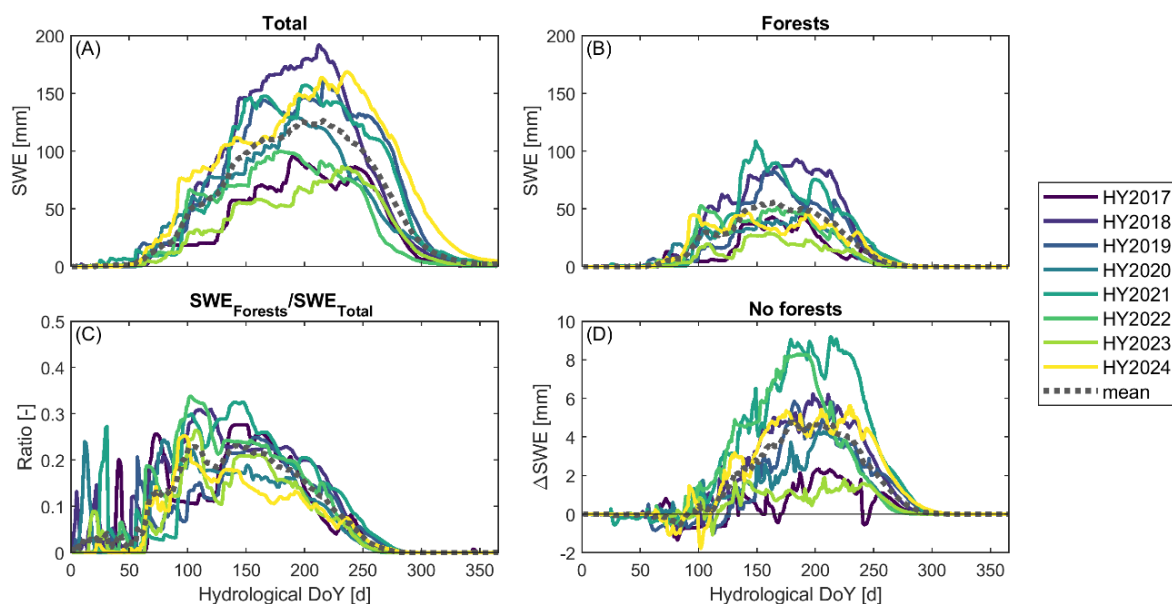 Total
Forests
(A)
200
150
100
50
0
SWE [mm]
0 50 100 150 200 250 300 350
(B)
200
150
100
50
0
SWE [mm]
0 50 100 150 200 250 300 350
SWE_Forests/SWE_Total
No forests
(C)
0.5
0.4
0.3
0.2
0.1
0
Ratio [-]
0 50 100 150 200 250 300 350
Hydrological DoY [d]
(D)
10
8
6
4
2
0
-2
ΔSWE [mm]
0 50 100 150 200 250 300 350
Hydrological DoY [d]
HY2017
HY2018
HY2019
HY2020
HY2021
HY2022
HY2023
HY2024
mean